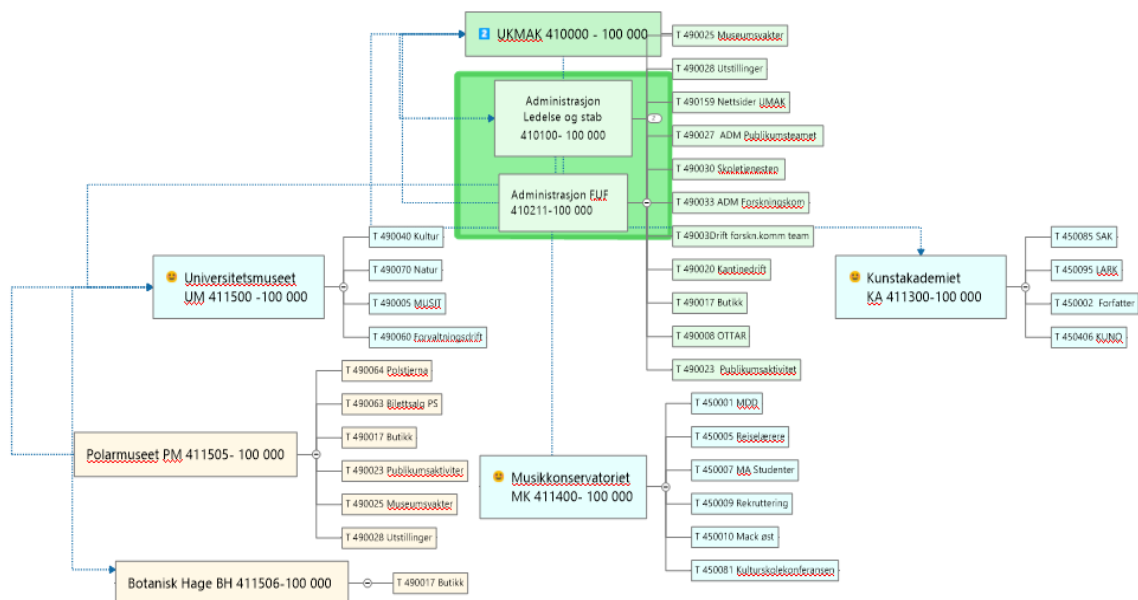 2 UKMAK 410000 - 100 000
T 490025 Museumsvakter
T 490028 Utstillinger
Administrasjon
Ledelse og stab
410100- 100 000
T 490159 Nettsider UMAK
T 490027 ADM Publikumsteamet
T 490030 Skoletjenesten
Administrasjon FUF
410211-100 000
T 490033 ADM Forskningskom
T 49003Drift forskn.komm team
T 490020 Kantinedrift
T 490017 Butikk
T 490008 OTTAR
T 490023 Publikumsaktivitet
Universitetsmuseet
UM 411500 -100 000
T 490040 Kultur
T 490070 Natur
T 490005 MUSIT
T 490060 Forvaltningsdrift
Kunstakademiet
KA 411300-100 000
T 450085 SAK
T 450095 LARK
T 450002 Forfatter
T 450406 KUNO
Polarmuseet PM 411505- 100 000
T 490064 Polstjerna
T 490063 Bilettsalg PS
T 490017 Butikk
T 490023 Publikumsaktiviter
T 490025 Museumsvakter
T 490028 Utstillinger
Musikkonservatoriet
MK 411400- 100 000
T 450001 MDD
T 450005 Reiselærere
T 450007 MA Studenter
T 450009 Rekruttering
T 450010 Mack øst
T 450081 Kulturskolekonferansen
Botanisk Hage BH 411506-100 000
T 490017 Butikk